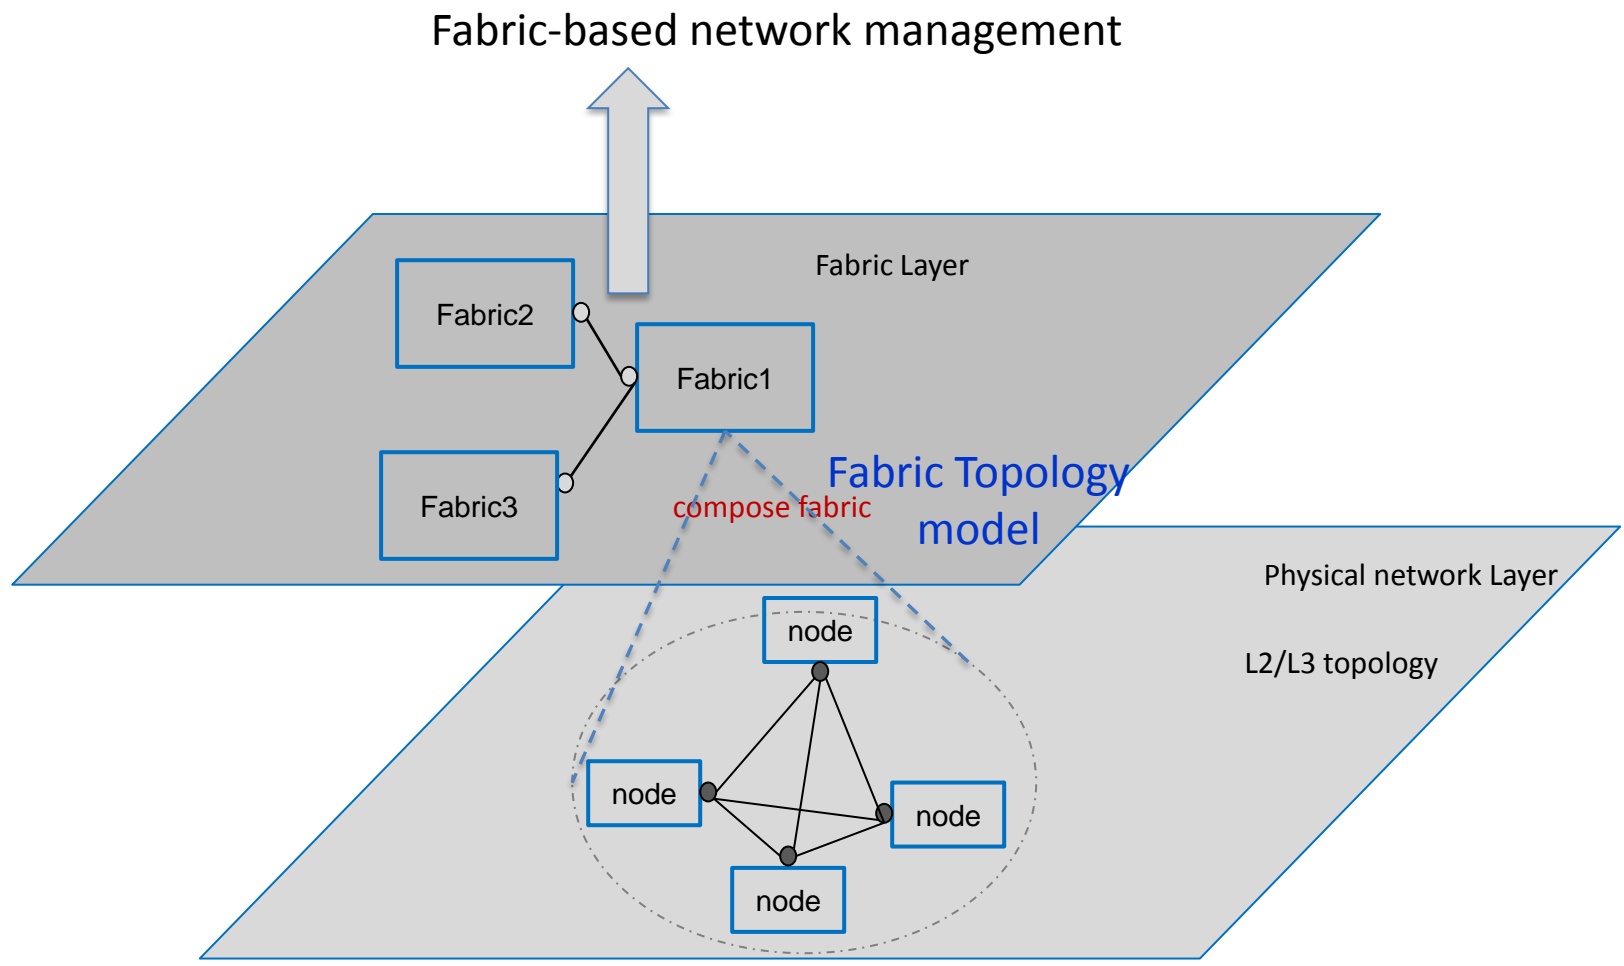 Fabric-based network management
Fabric Layer
Fabric2
Fabric1
Fabric Topology
model
compose fabric
Fabric3
Physical network Layer
L2/L3 topology
node
node
node
node